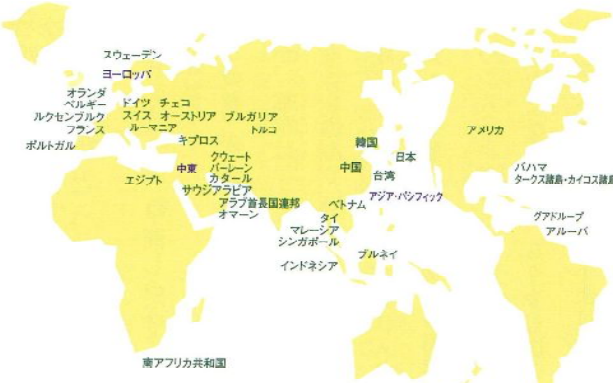 スウェーデン
ヨーロッパ
オランダ
ベルギー
ルクセンブルク
フランス
ポルトガル
ドイツ チェコ
スイス オーストリア ブルガリア
ルーマニア トルコ
キプロス
中東
クウェート
バーレーン
カタール
エジプト
サウジアラビア
アラブ首長国連邦
オマーン
韓国
日本
中国
台湾
アジア・パシフィック
ベトナム
タイ
マレーシア
シンガポール
ブルネイ
インドネシア
アメリカ
バハマ
タークス諸島・カイコス諸島
グアドループ
アルーバ
南アフリカ共和国